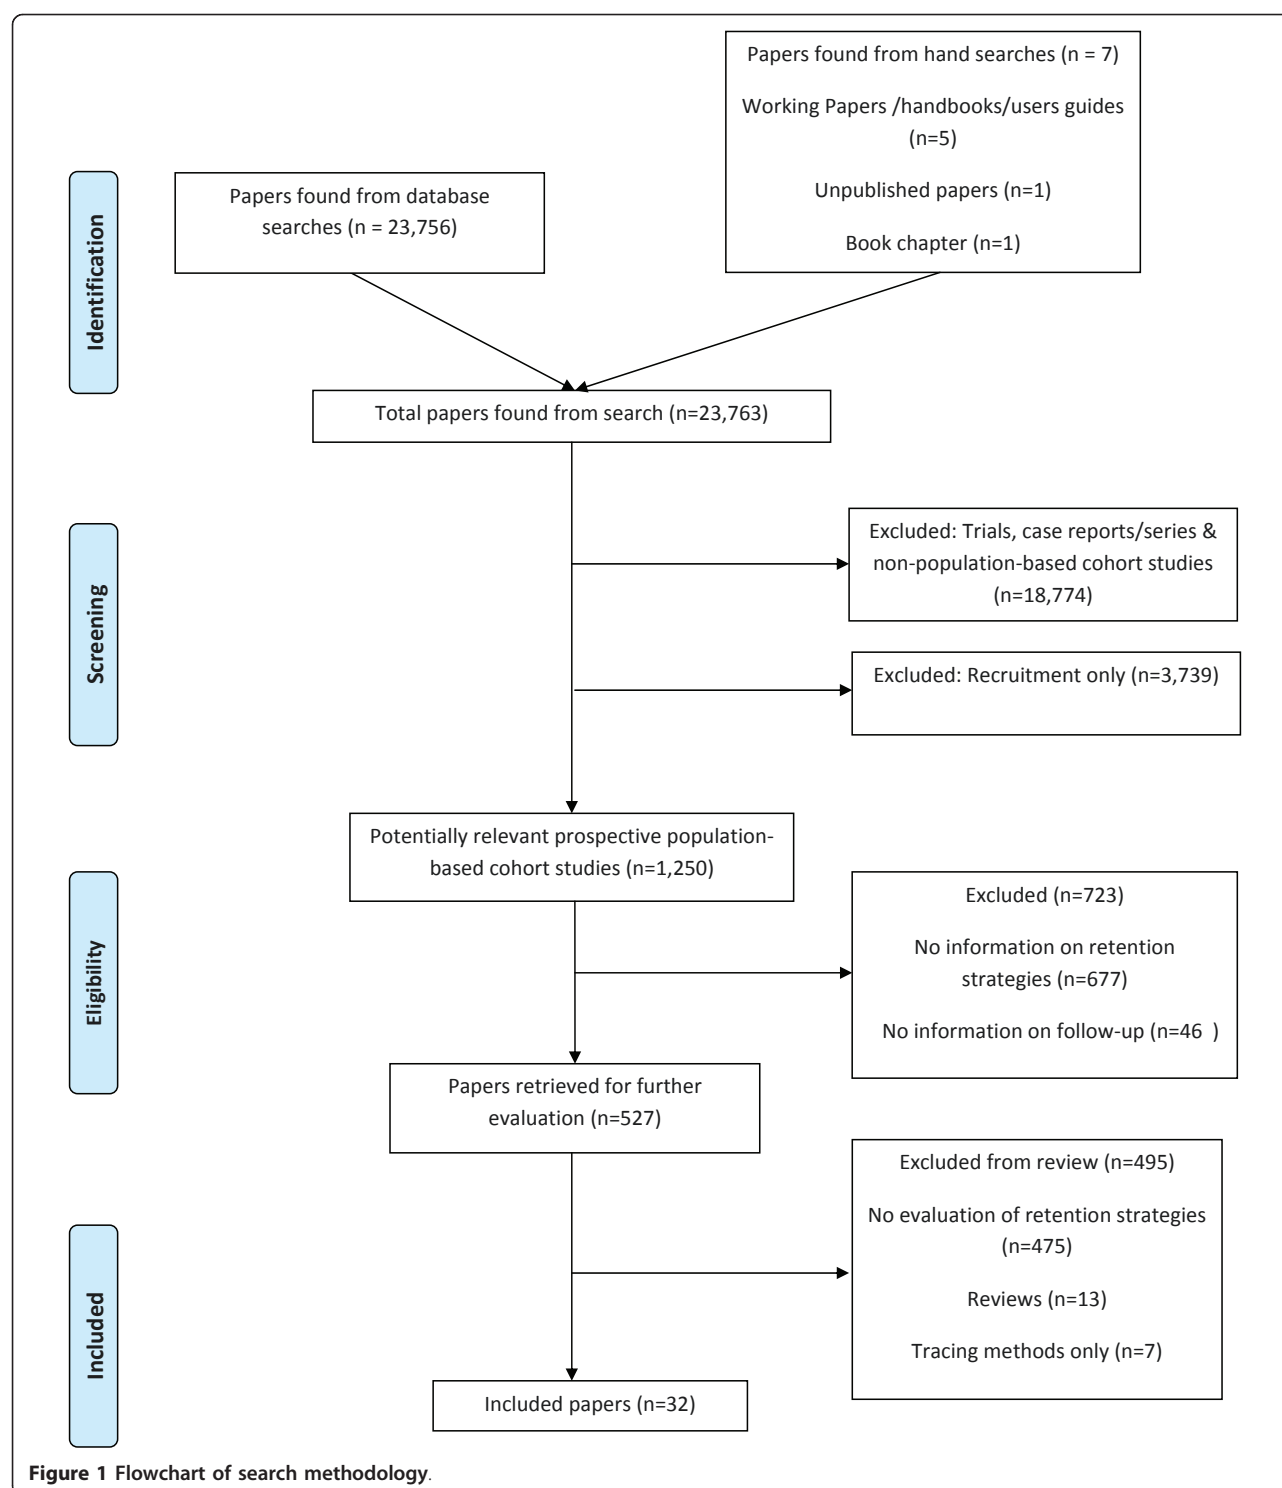 Papers found from hand searches (n = 7)
Working Papers /handbooks/users guides
(n=5)
Unpublished papers (n=1)
Book chapter (n=1)
Papers found from database
searches (n = 23,756)
Identification
Total papers found from search (n=23,763)
Screening
Excluded: Trials, case reports/series &
non-population-based cohort studies
(n=18,774)
Excluded: Recruitment only (n=3,739)
Potentially relevant prospective population-
based cohort studies (n=1,250)
Eligibility
Excluded (n=723)
No information on retention
strategies (n=677)
No information on follow-up (n=46  )
Papers retrieved for further
evaluation (n=527)
Included
Excluded from review (n=495)
No evaluation of retention strategies
(n=475)
Reviews (n=13)
Tracing methods only (n=7)
Included papers (n=32)
Figure 1 Flowchart of search methodology.